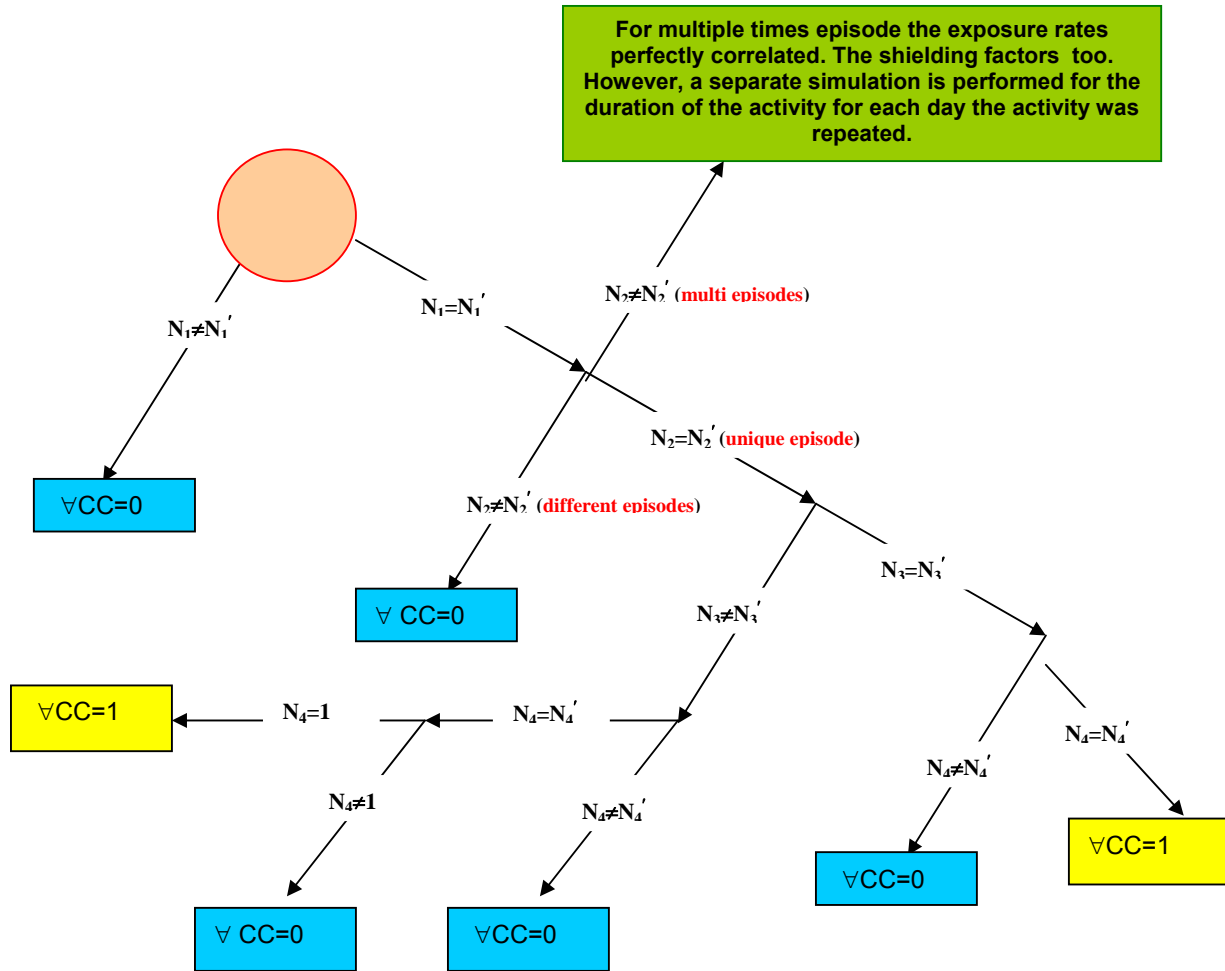 For multiple times episode the exposure rates
perfectly correlated. The shielding factors too.
However, a separate simulation is performed for the
duration of the activity for each day the activity was
repeated.
N₂≠N₂′ (multi episodes)
N₁=N₁′
N₁≠N₁′
N₂=N₂′ (unique episode)
∀CC=0
N₂≠N₂′ (different episodes)
N₃=N₃′
∀ CC=0
N₃≠N₃′
∀CC=1
N₄=1
N₄=N₄′
N₄=N₄′
N₄≠N₄′
N₄≠1
N₄≠N₄′
∀CC=1
∀CC=0
∀ CC=0
∀CC=0